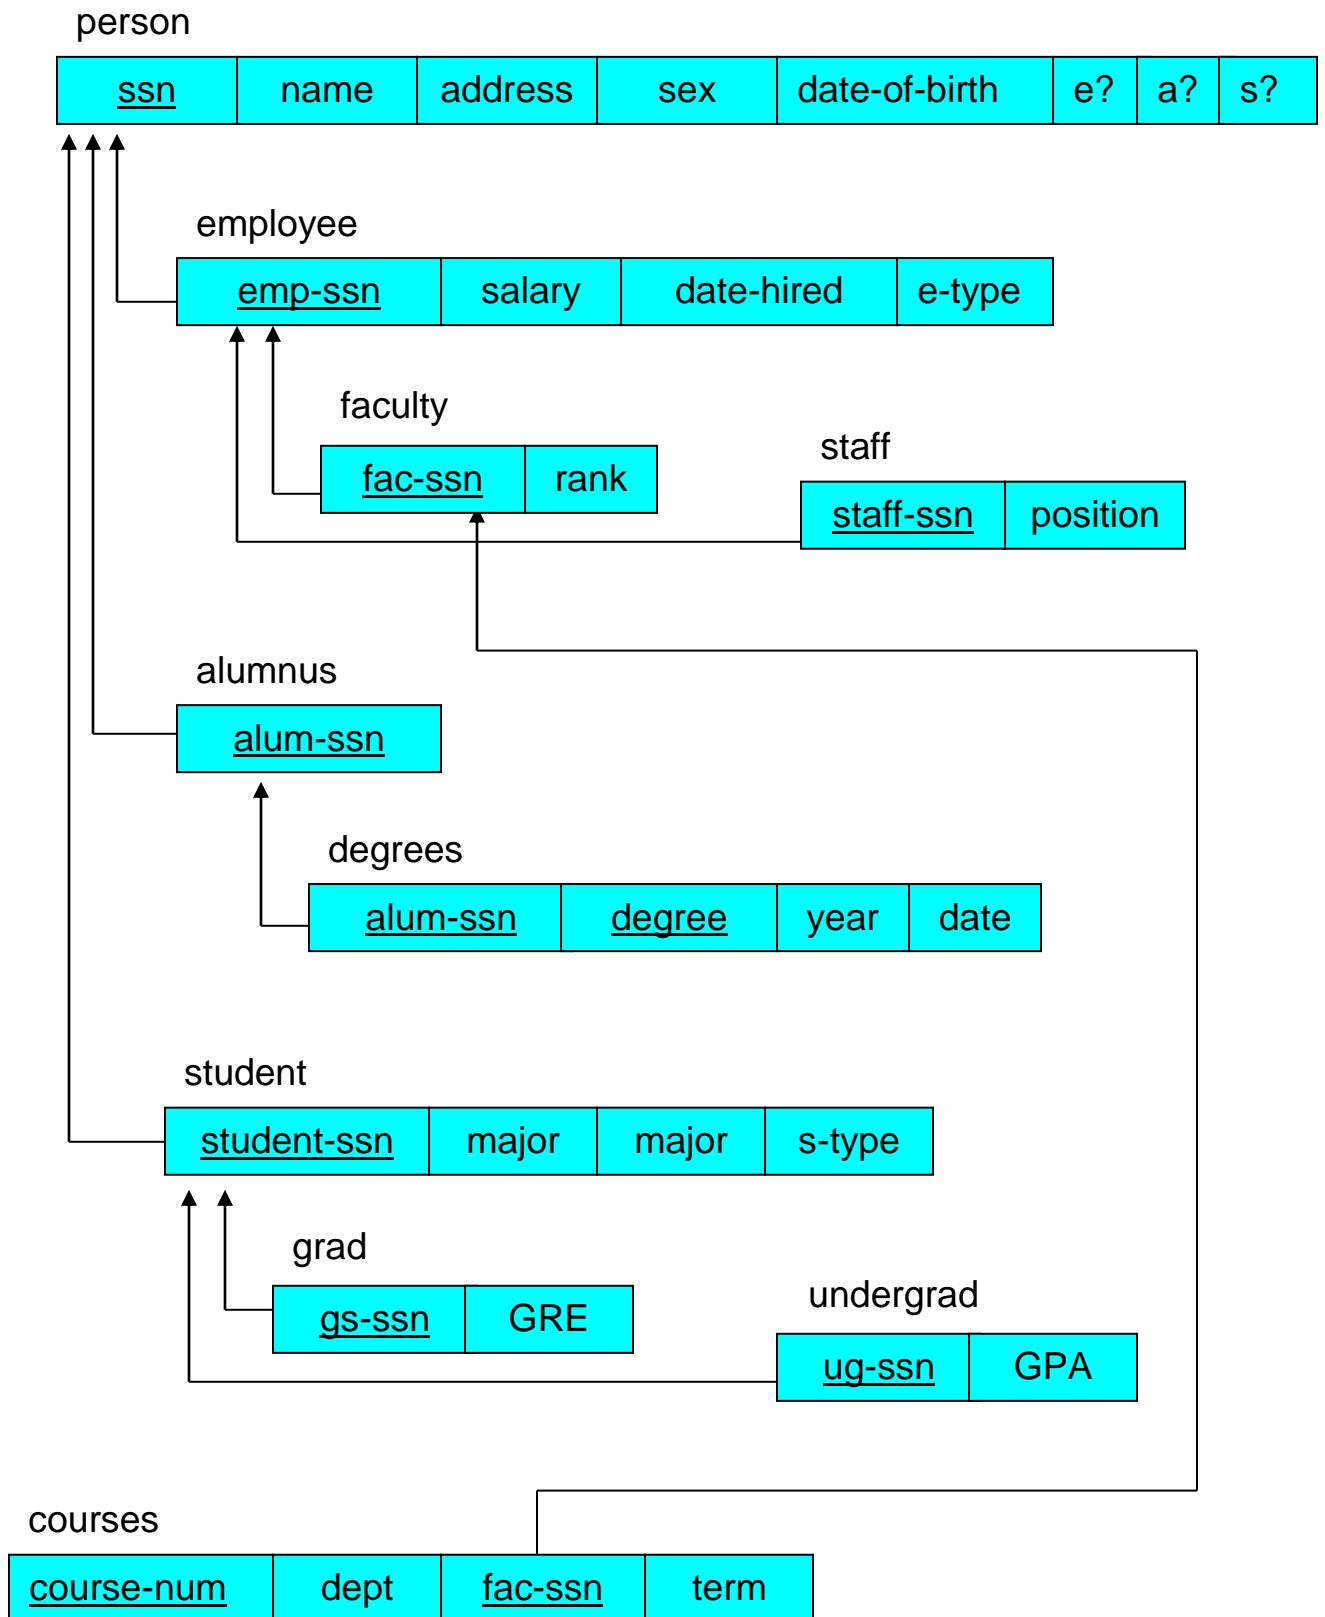 person
ssn name address sex date-of-birth e? a? s?
employee
emp-ssn salary date-hired e-type
faculty
fac-ssn rank
staff
staff-ssn position
alumnus
alum-ssn
degrees
alum-ssn degree year date
student
student-ssn major major s-type
grad
gs-ssn GRE
undergrad
ug-ssn GPA
courses
course-num dept fac-ssn term